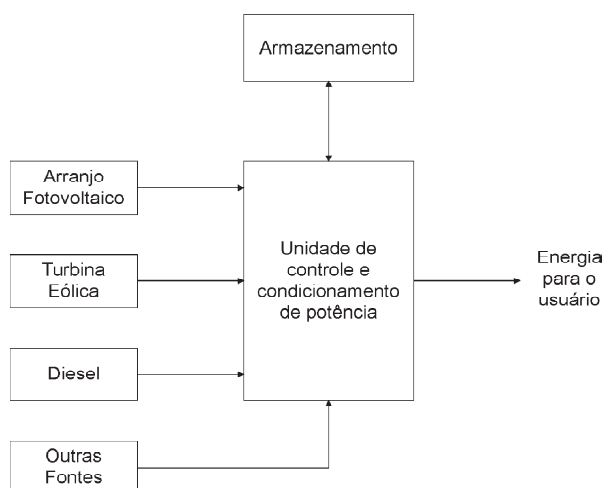 Armazenamento
Arranjo
Fotovoltaico
Turbina
Eólica
Diesel
Outras
Fontes
Unidade de
controle e
condicionamento
de potência
Energia
para o
usuário